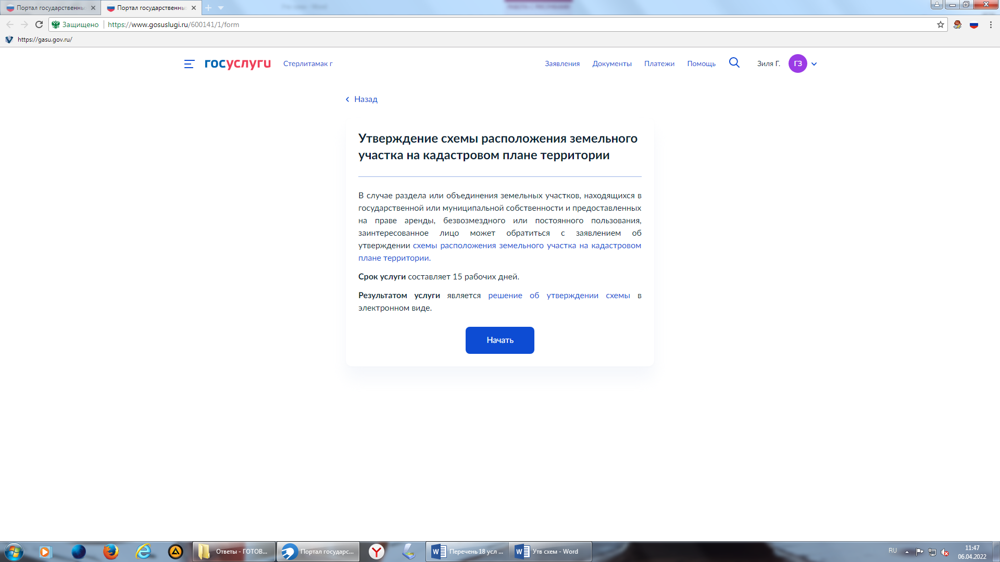 Портал государственнь
Портал государственны
Защищено
https://www.gosuslugi.ru/600141/1/form
https://gasu.gov.ru/
госуслуги
Стерлитамак г
Заявления
Документы
Платежи
Помощь
Зиля Г.
ГЗ
Назад
Утверждение схемы расположения земельного
участка на кадастровом плане территории
В случае раздела или объединения земельных участков, находящихся в
государственной или муниципальной собственности и предоставленных
на праве аренды, безвозмездного или постоянного пользования,
заинтересованное лицо может обратиться с заявлением об
утверждении схемы расположения земельного участка на кадастровом
плане территории.
Срок услуги составляет 15 рабочих дней.
Результатом услуги является решение об утверждении схемы в
электронном виде.
Начать
Ответы - ГОТОВ...
Портал государс...
Перечень 18 усл ...
Утв схем - Word
RU
11:47
06.04.2022